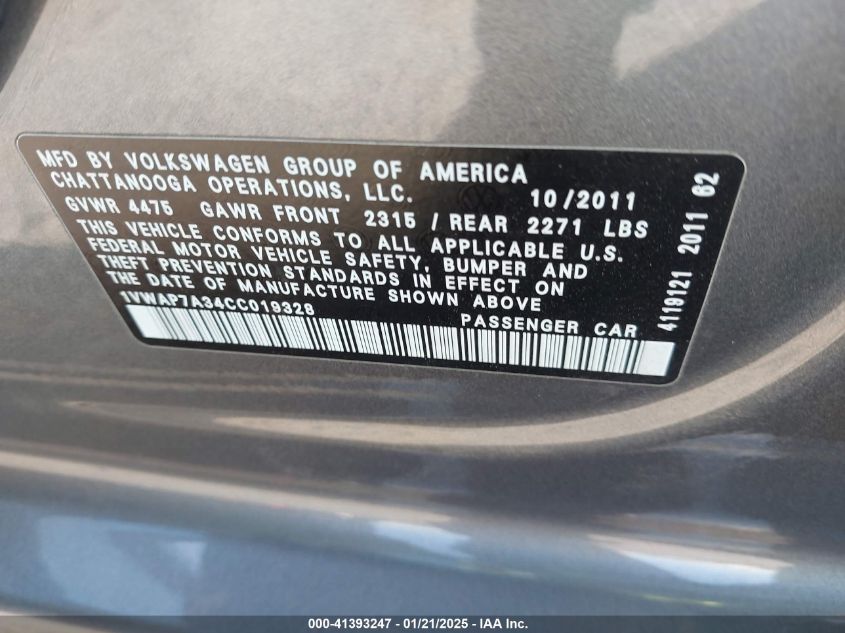 MFD BY VOLKSWAGEN GROUP OF AMERICA
CHATTANOOGA OPERATIONS, LLC. 10/2011
GVWR 4475 GAWR FRONT 2315 / REAR 2271 LBS
THIS VEHICLE CONFORMS TO ALL APPLICABLE U.S.
FEDERAL MOTOR VEHICLE SAFETY, BUMPER AND
THEFT PREVENTION STANDARDS IN EFFECT ON
THE DATE OF MANUFACTURE SHOWN ABOVE
1VWAP7A34CC019328 PASSENGER CAR
4119121 2011 62
000-41393247 - 01/21/2025 - IAA Inc.